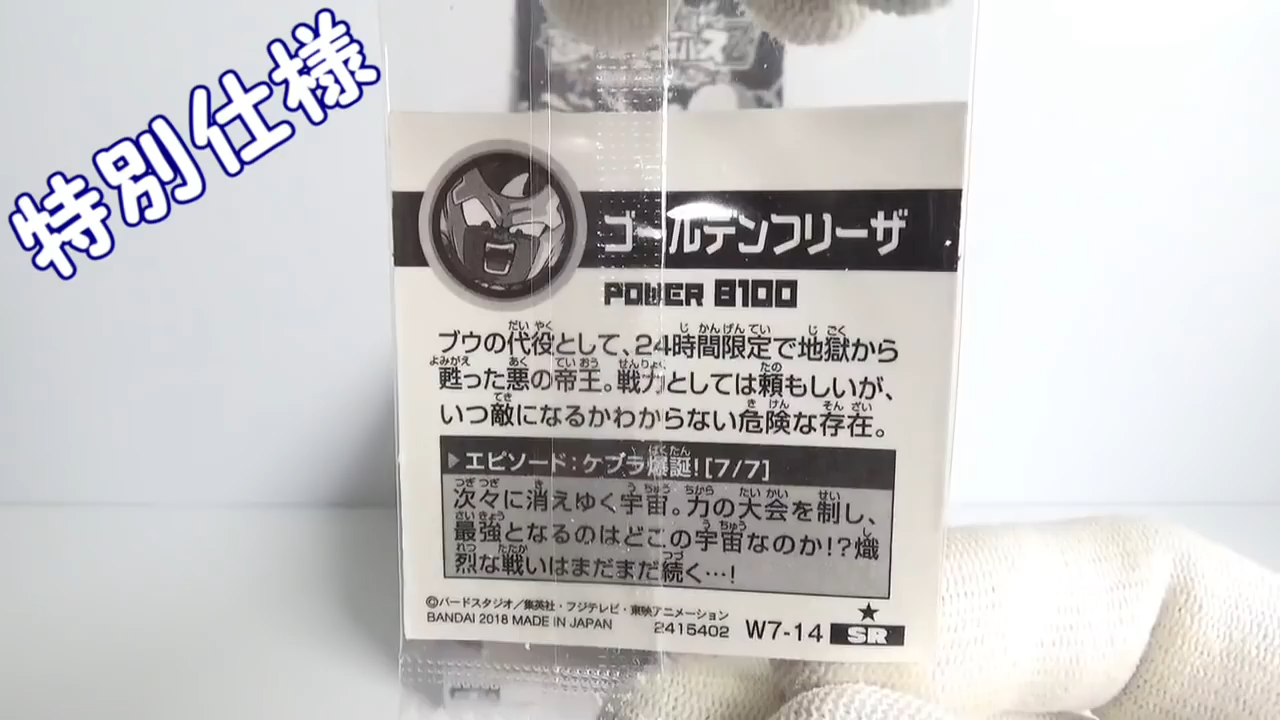 特別仕様
ゴールデンフリーザ
POWER 8100
ブウの代役として、24時間限定で地獄から
甦った悪の帝王。戦力としては頼もしいが、
いつ敵になるかわからない危険な存在。
▶エピソード：ケフラ爆誕！[7/7]
次々に消えゆく宇宙。力の大会を制し、
最強となるのはどこの宇宙なのか!?熾
烈な戦いはまだまだ続く…！
©バードスタジオ／集英社・フジテレビ・東映アニメーション
BANDAI 2018 MADE IN JAPAN
2415402 W7-14 ★SR